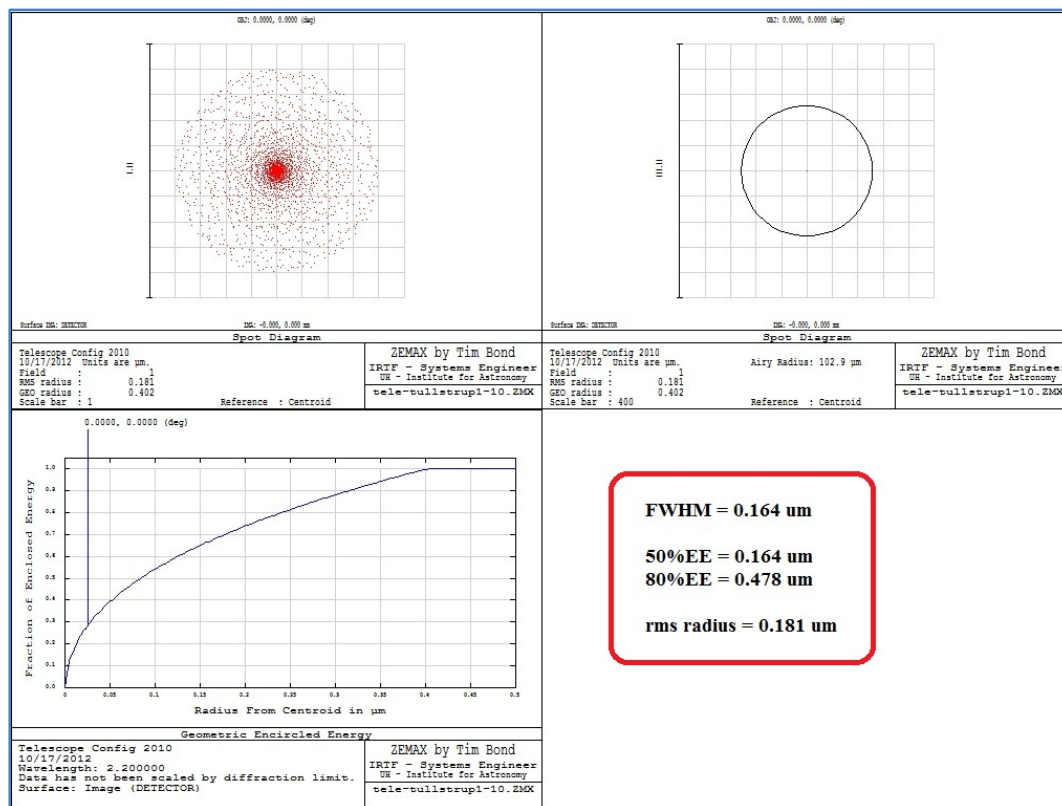 OBJ: 0.0000, 0.0000 (deg)
Surface IMA: DETECTOR
IMA: -0.000, 0.000 mm
Spot Diagram
Telescope Config 2010
10/17/2012 Units are µm.
Field : 1
RMS radius : 0.181
GEO radius : 0.402
Scale bar : 1 Reference : Centroid
ZEMAX by Tim Bond
IRTF - Systems Engineer
UH - Institute for Astronomy
tele-tullstrup1-10.ZMX
OBJ: 0.0000, 0.0000 (deg)
Surface IMA: DETECTOR
IMA: -0.000, 0.000 mm
Spot Diagram
Telescope Config 2010
10/17/2012 Units are µm. Airy Radius: 102.9 µm
Field : 1
RMS radius : 0.181
GEO radius : 0.402
Scale bar : 400 Reference : Centroid
ZEMAX by Tim Bond
IRTF - Systems Engineer
UH - Institute for Astronomy
tele-tullstrup1-10.ZMX
0.0000, 0.0000 (deg)
Fraction of Enclosed Energy
1.0
0.9
0.8
0.7
0.6
0.5
0.4
0.3
0.2
0.1
0.0
0 0.05 0.1 0.15 0.2 0.25 0.3 0.35 0.4 0.45 0.5
Radius From Centroid in µm
Geometric Encircled Energy
Telescope Config 2010
10/17/2012
Wavelength: 2.200000
Data has not been scaled by diffraction limit.
Surface: Image (DETECTOR)
ZEMAX by Tim Bond
IRTF - Systems Engineer
UH - Institute for Astronomy
tele-tullstrup1-10.ZMX
FWHM = 0.164 um
50%EE = 0.164 um
80%EE = 0.478 um
rms radius = 0.181 um